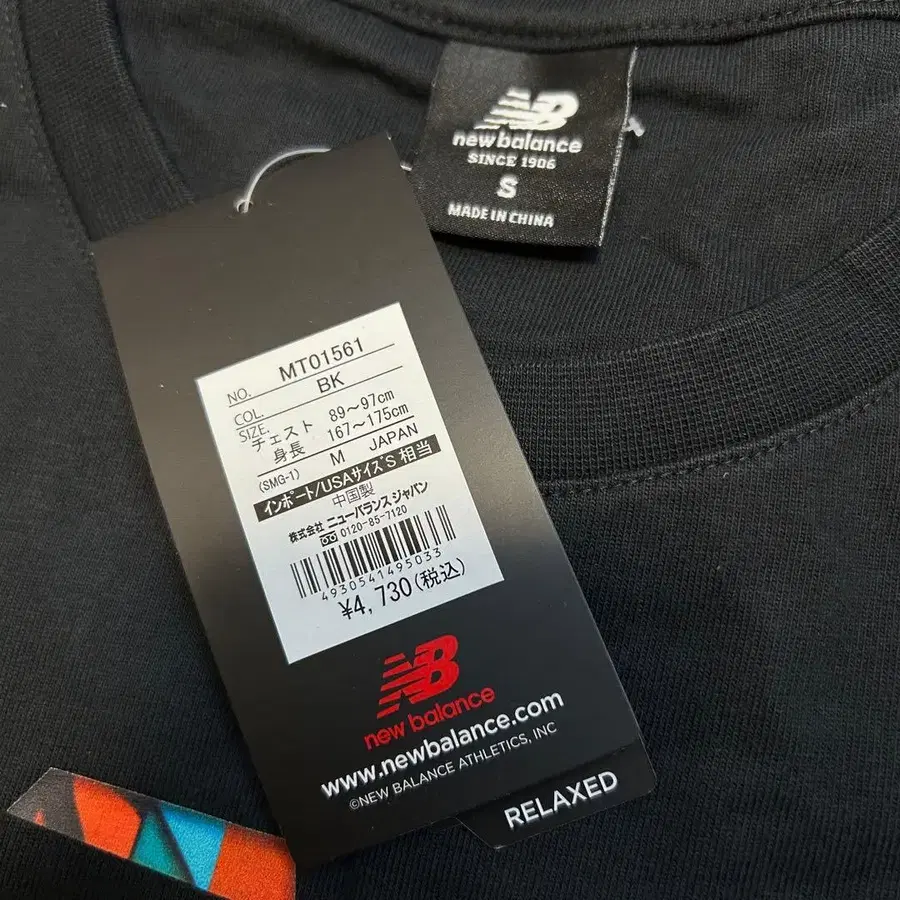 NB
new balance
SINCE 1906
S
MADE IN CHINA
NO. MT01561
COL. BK
SIZE.
チェスト 89～97cm
身長 167～175cm
(SMG-1) M JAPAN
インポート/USAサイズS 相当
中国製
株式会社 ニューバランス ジャパン
0120-85-7120
4930541495033
¥4,730(税込)
NB
new balance
www.newbalance.com
©NEW BALANCE ATHLETICS, INC
RELAXED